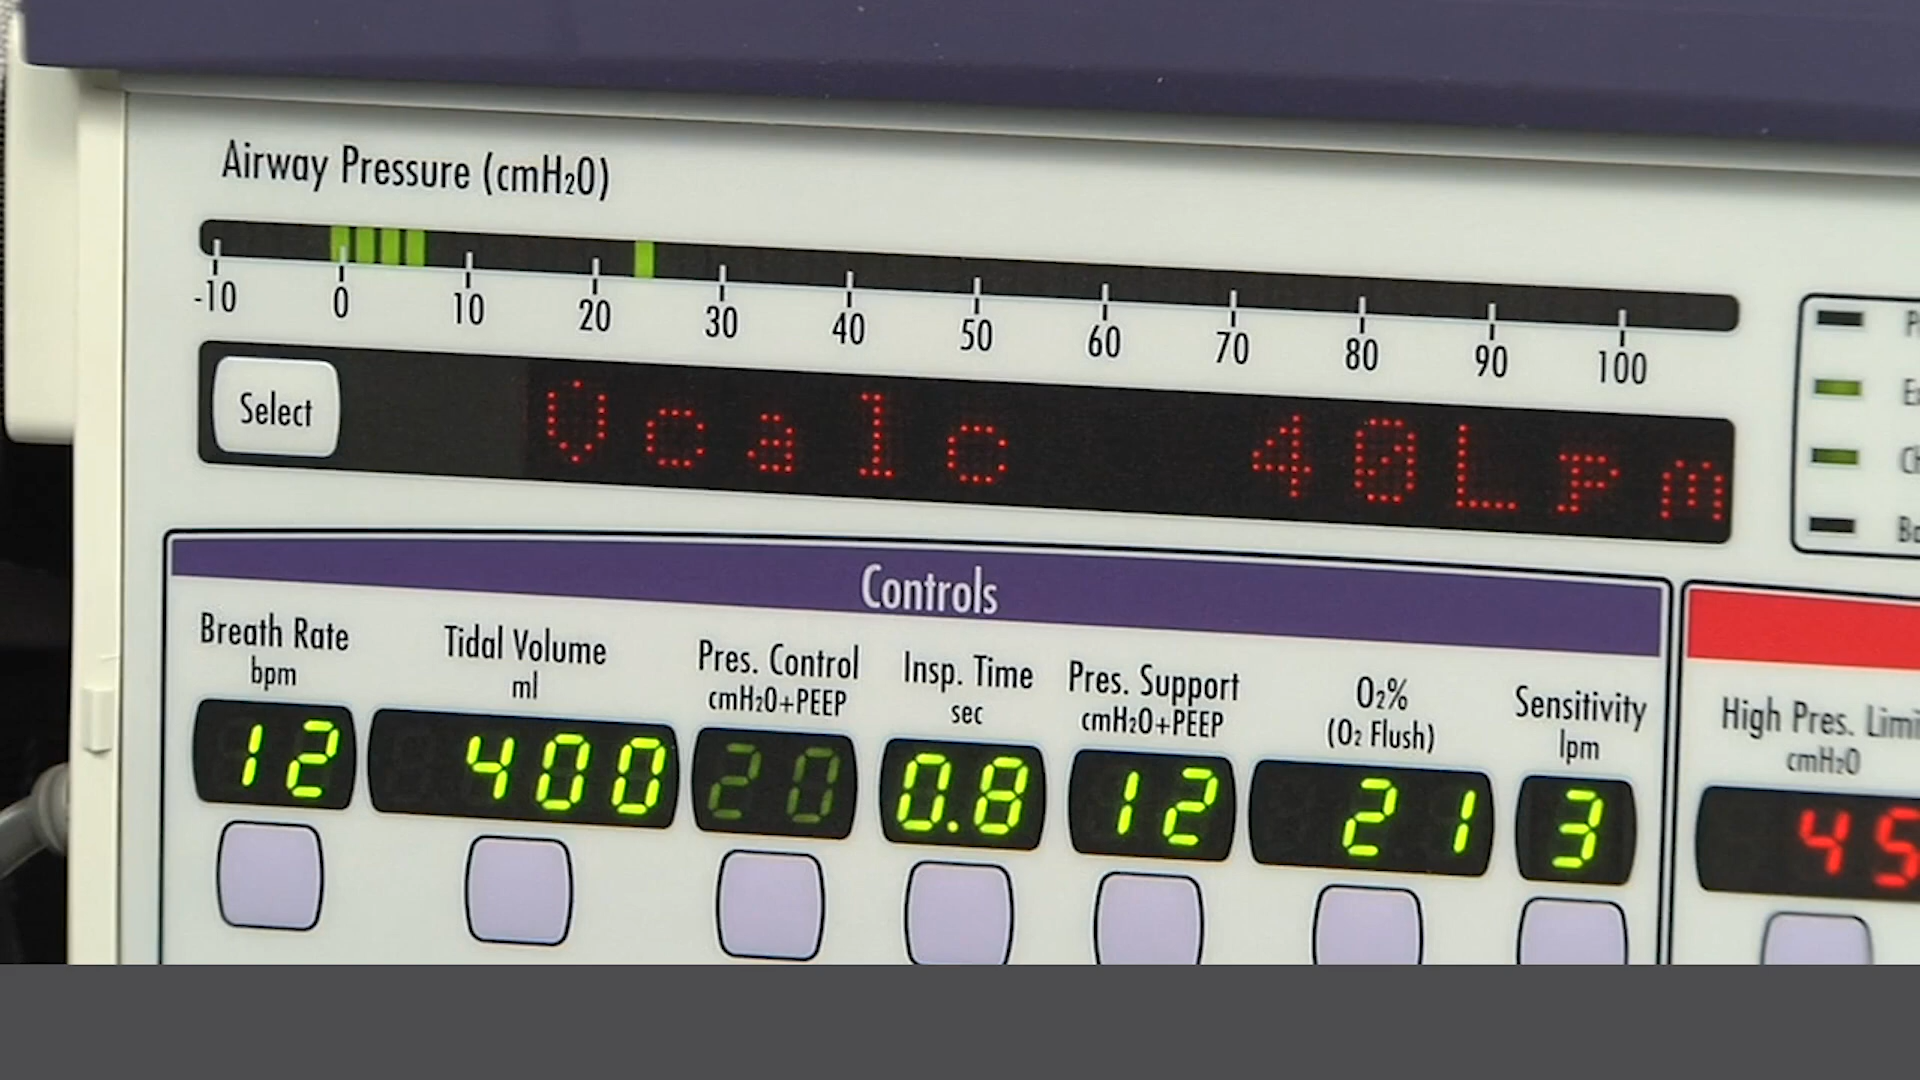 Airway Pressure (cmH₂O)
-10 0 10 20 30 40 50 60 70 80 90 100
Select
Vcalc 40Lpm
Controls
Breath Rate
bpm
Tidal Volume
ml
Pres. Control
cmH₂O+PEEP
Insp. Time
sec
Pres. Support
cmH₂O+PEEP
O₂%
(O₂ Flush)
Sensitivity
lpm
High Pres.
cmH₂O
12 400 20 0.8 12 21 3 45